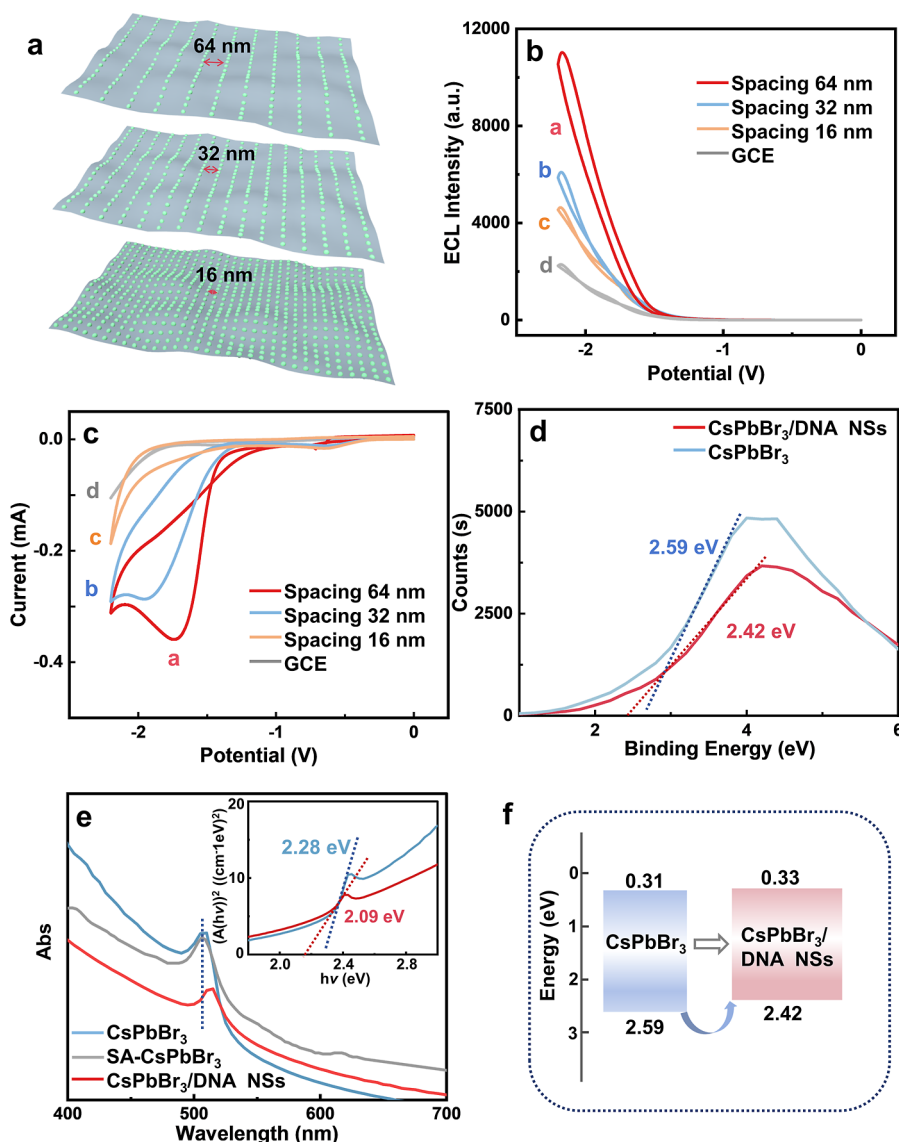 a
64 nm
32 nm
16 nm
b
12000
8000
4000
0
ECL Intensity (a.u.)
Spacing 64 nm
Spacing 32 nm
Spacing 16 nm
GCE
a
b
c
d
-2
-1
0
Potential (V)
c
0.0
-0.2
-0.4
Current (mA)
d
c
b
a
Spacing 64 nm
Spacing 32 nm
Spacing 16 nm
GCE
-2
-1
0
Potential (V)
d
7500
5000
2500
0
Counts (s)
CsPbBr₃/DNA NSs
CsPbBr₃
2.59 eV
2.42 eV
2
4
6
Binding Energy (eV)
e
Abs
CsPbBr₃
SA-CsPbBr₃
CsPbBr₃/DNA NSs
400
500
600
700
Wavelength (nm)
20
10
0
(A(hν))² ((cm⁻¹eV)²)
2.28 eV
2.09 eV
2.0
2.4
2.8
hν (eV)
f
Energy (eV)
0
1
2
3
0.31
0.33
CsPbBr₃
CsPbBr₃/
DNA NSs
2.59
2.42